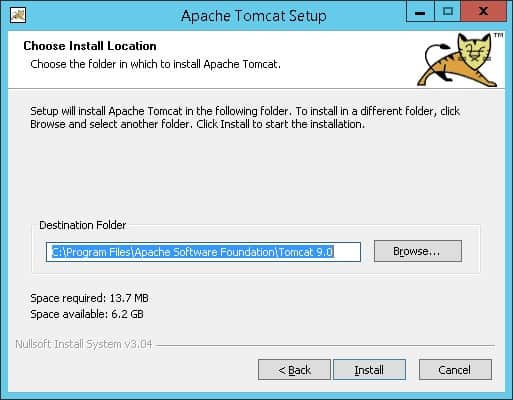 Apache Tomcat Setup
Choose Install Location
Choose the folder in which to install Apache Tomcat.
TM
Setup will install Apache Tomcat in the following folder. To install in a different folder, click
Browse and select another folder. Click Install to start the installation.
Destination Folder
C:\Program Files\Apache Software Foundation\Tomcat 9.0
Browse...
Space required: 13.7 MB
Space available: 6.2 GB
Nullsoft Install System v3.04
< Back
Install
Cancel